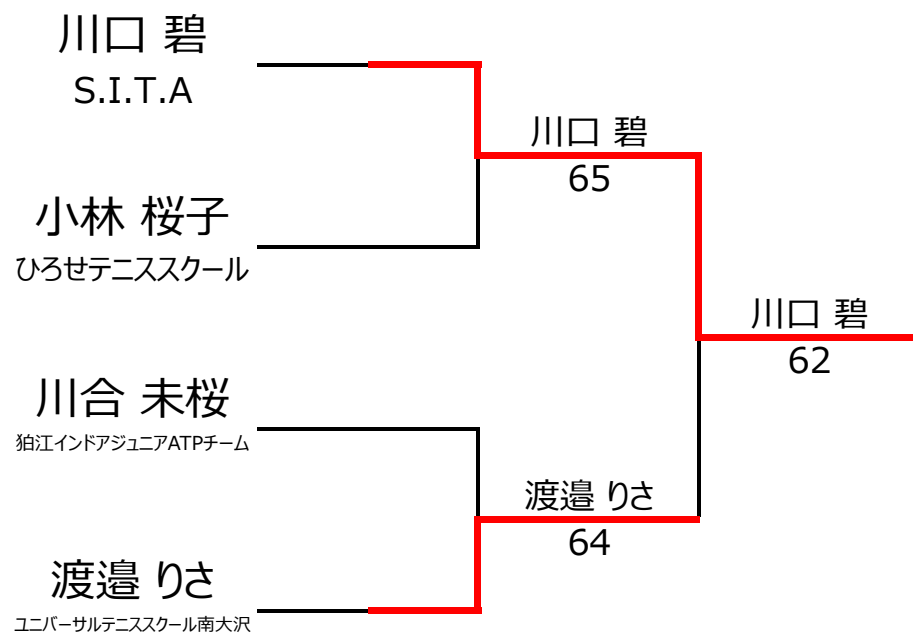 川口 碧
S.I.T.A
小林 桜子
ひろせテニススクール
川合 未桜
狛江インドアジュニアATPチーム
渡邉 りさ
ユニバーサルテニススクール南大沢
川口 碧
65
渡邉 りさ
64
川口 碧
62